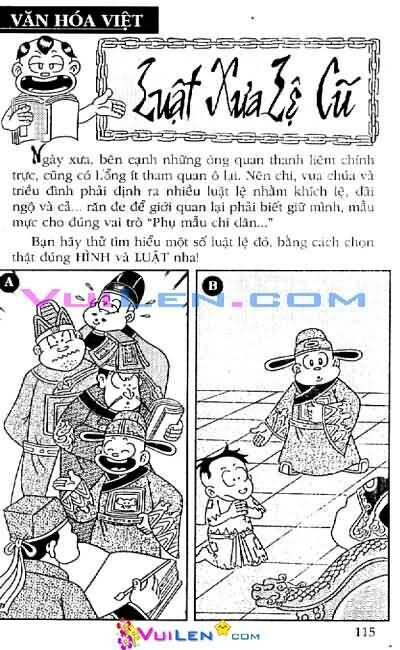 VĂN HÓA VIỆT
Luật Xưa Lệ Cũ
Ngày xưa, bên cạnh những ông quan thanh liêm chính
trực, cũng có không ít tham quan ô lại. Nên chi, vua chúa và
triều đình phải định ra nhiều luật lệ nhằm khích lệ, đãi
ngộ và cả... răn đe để giới quan lại phải biết giữ mình, mẫu
mực cho đúng vai trò "Phụ mẫu chi dân..."
Bạn hãy thử tìm hiểu một số luật lệ đó, bằng cách chọn
thật đúng HÌNH và LUẬT nha!
A
B
VUILEN.COM
115
VUILEN.COM